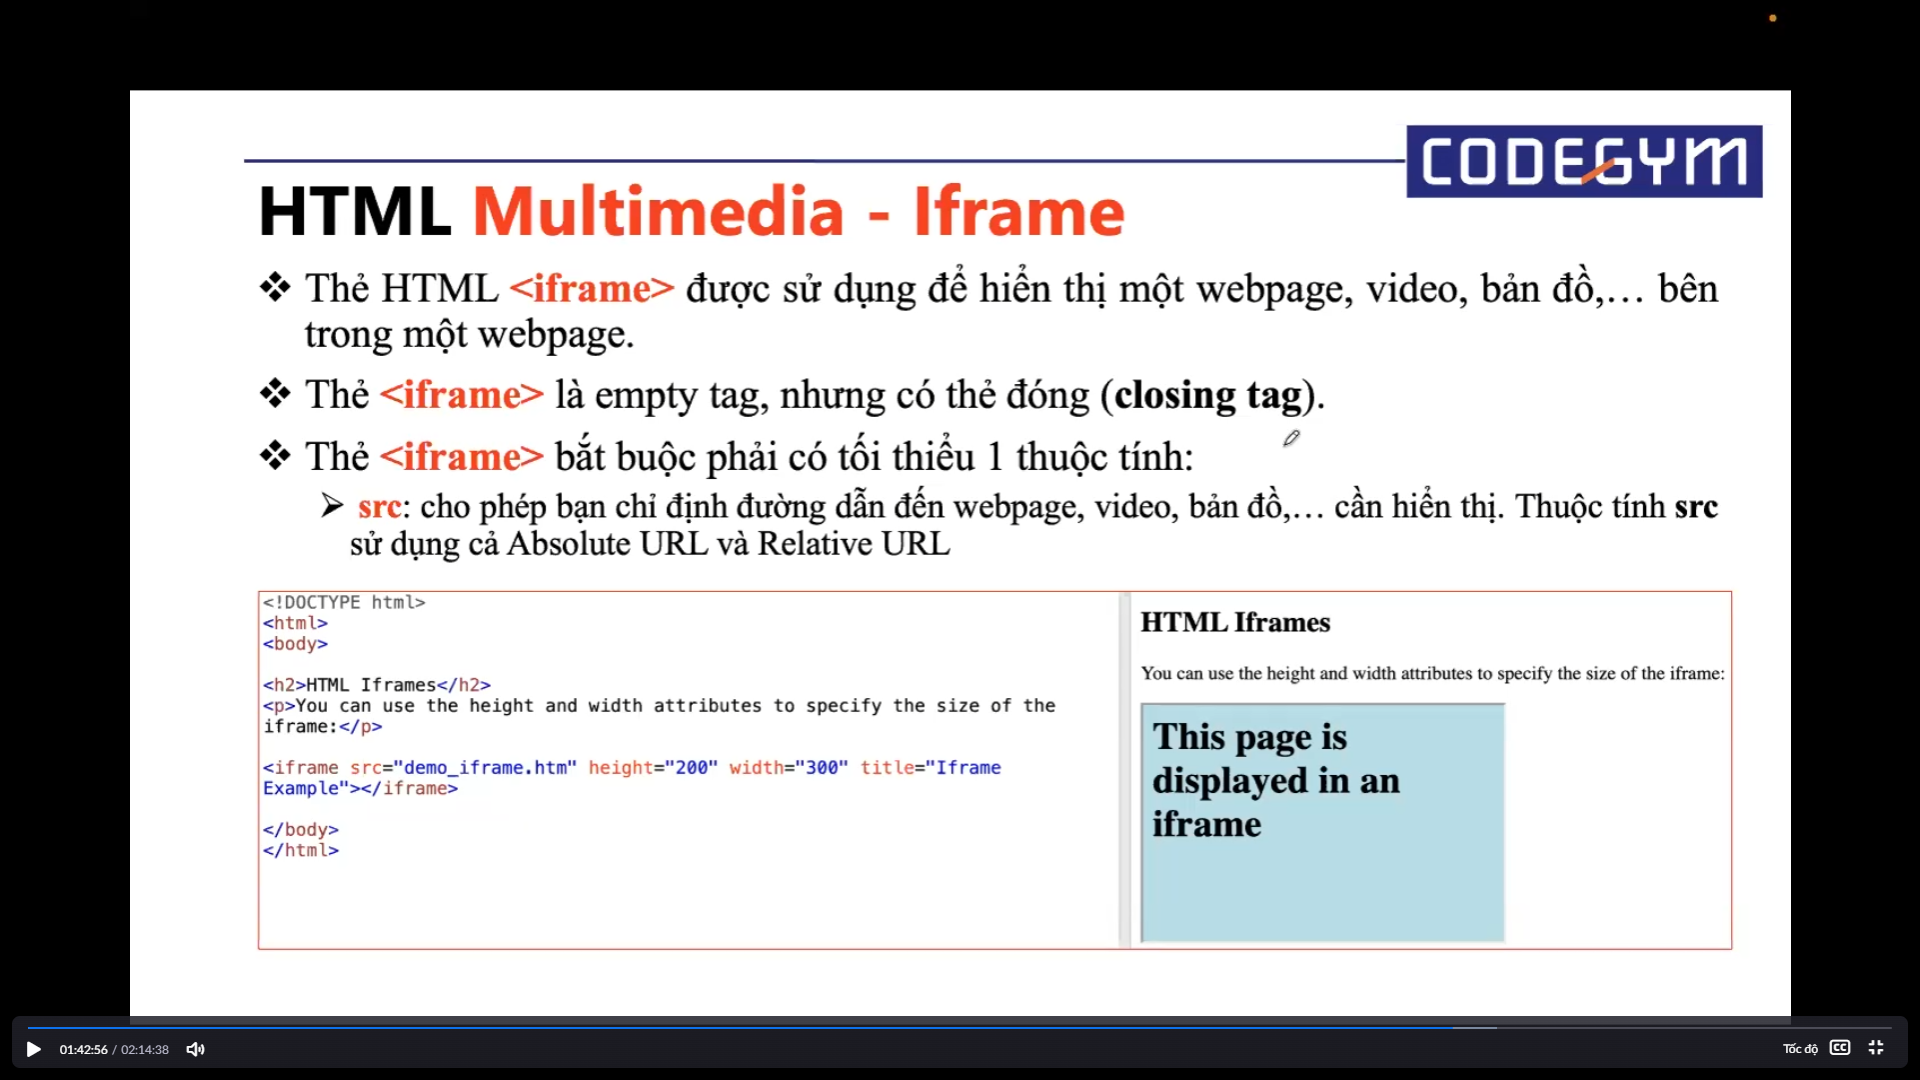 CODEGYM
HTML Multimedia - Iframe
❖ Thẻ HTML <iframe> được sử dụng để hiển thị một webpage, video, bản đồ,… bên
trong một webpage.
❖ Thẻ <iframe> là empty tag, nhưng có thẻ đóng (closing tag).
❖ Thẻ <iframe> bắt buộc phải có tối thiểu 1 thuộc tính:
➢ src: cho phép bạn chỉ định đường dẫn đến webpage, video, bản đồ,… cần hiển thị. Thuộc tính src
sử dụng cả Absolute URL và Relative URL
<!DOCTYPE html>
<html>
<body>
<h2>HTML Iframes</h2>
<p>You can use the height and width attributes to specify the size of the
iframe:</p>
<iframe src="demo_iframe.htm" height="200" width="300" title="Iframe
Example"></iframe>
</body>
</html>
HTML Iframes
You can use the height and width attributes to specify the size of the iframe:
This page is
displayed in an
iframe
01:42:56 / 02:14:38
Tốc độ
CC